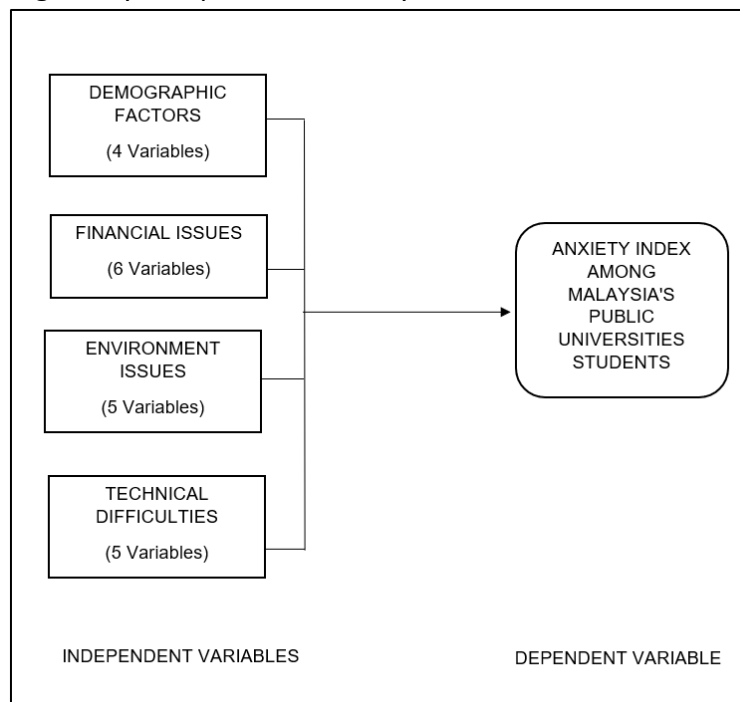 DEMOGRAPHIC
FACTORS
(4 Variables)
FINANCIAL ISSUES
(6 Variables)
ENVIRONMENT
ISSUES
(5 Variables)
TECHNICAL
DIFFICULTIES
(5 Variables)
ANXIETY INDEX
AMONG
MALAYSIA'S
PUBLIC
UNIVERSITIES
STUDENTS
INDEPENDENT VARIABLES
DEPENDENT VARIABLE